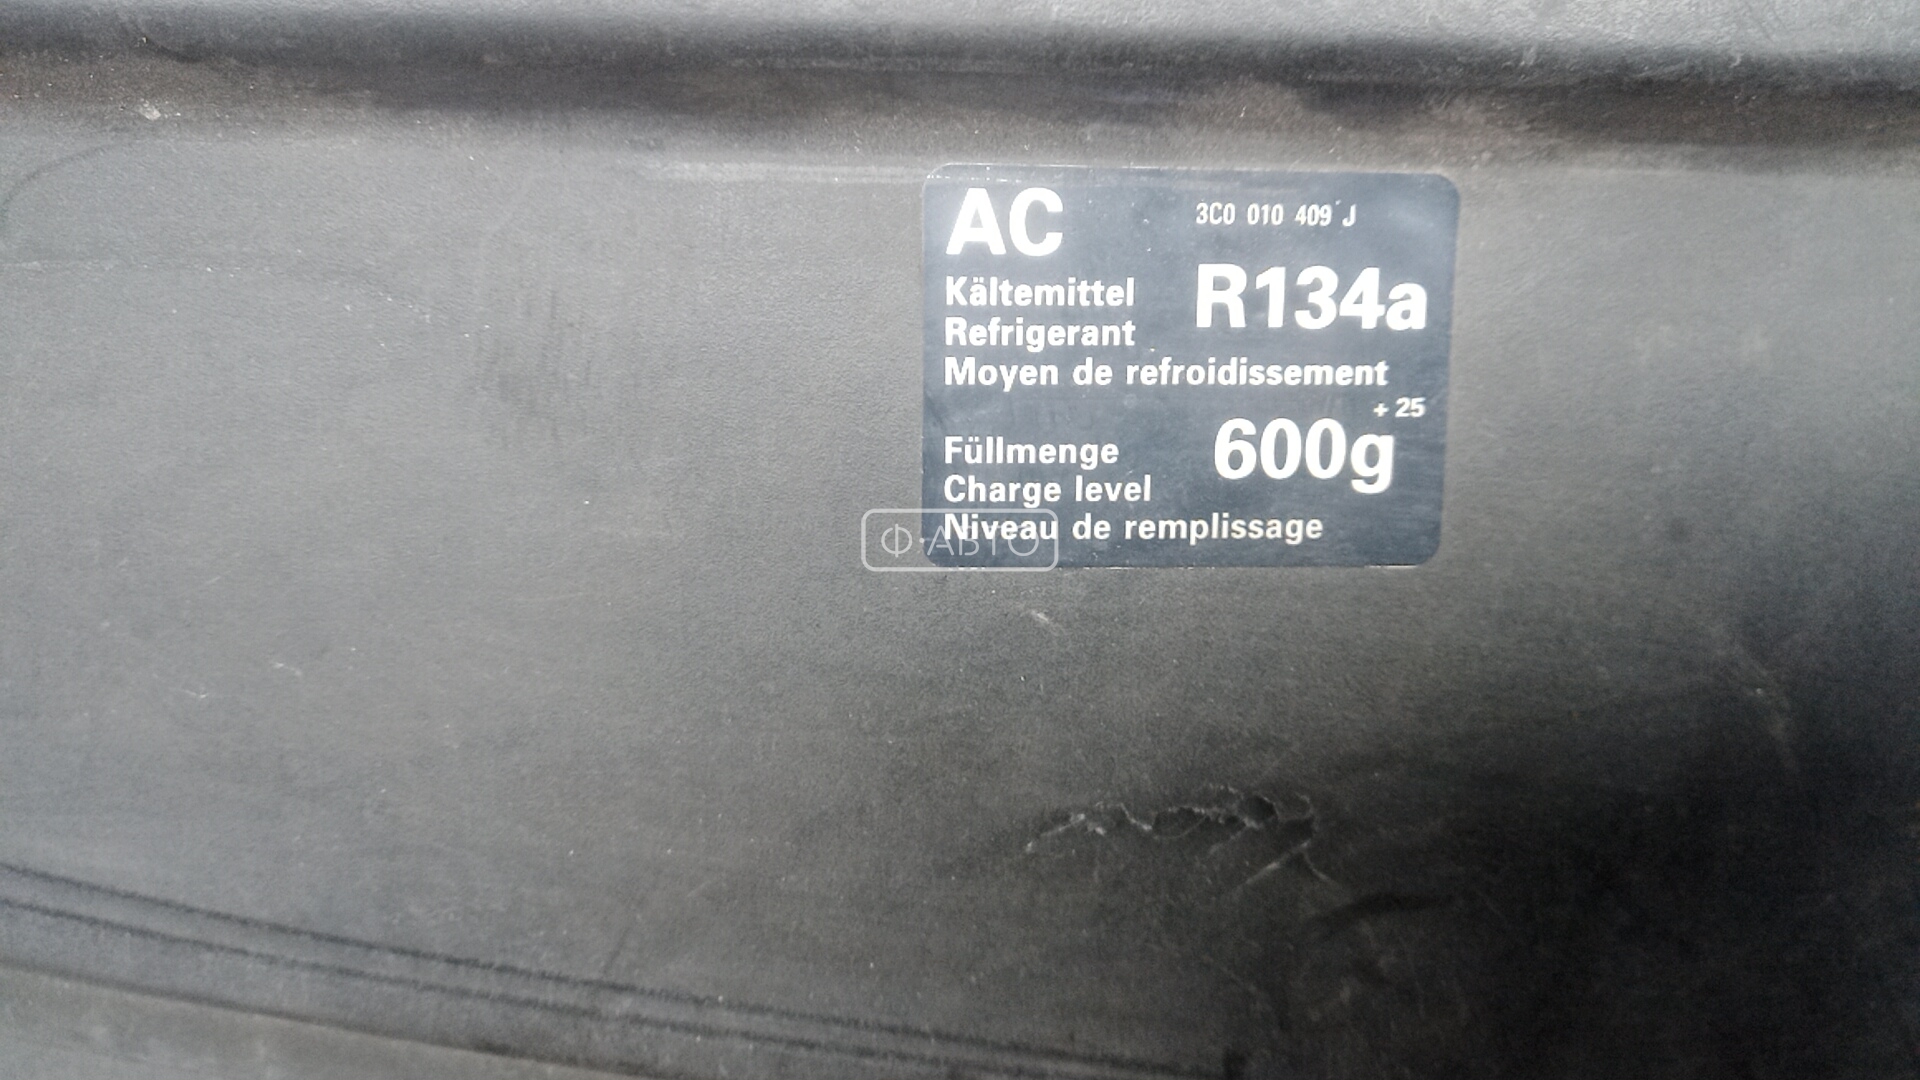 AC
3C0 010 409 J
Kältemittel
Refrigerant
R134a
Moyen de refroidissement
+ 25
600g
Füllmenge
Charge level
Niveau de remplissage
Ф-АВТО